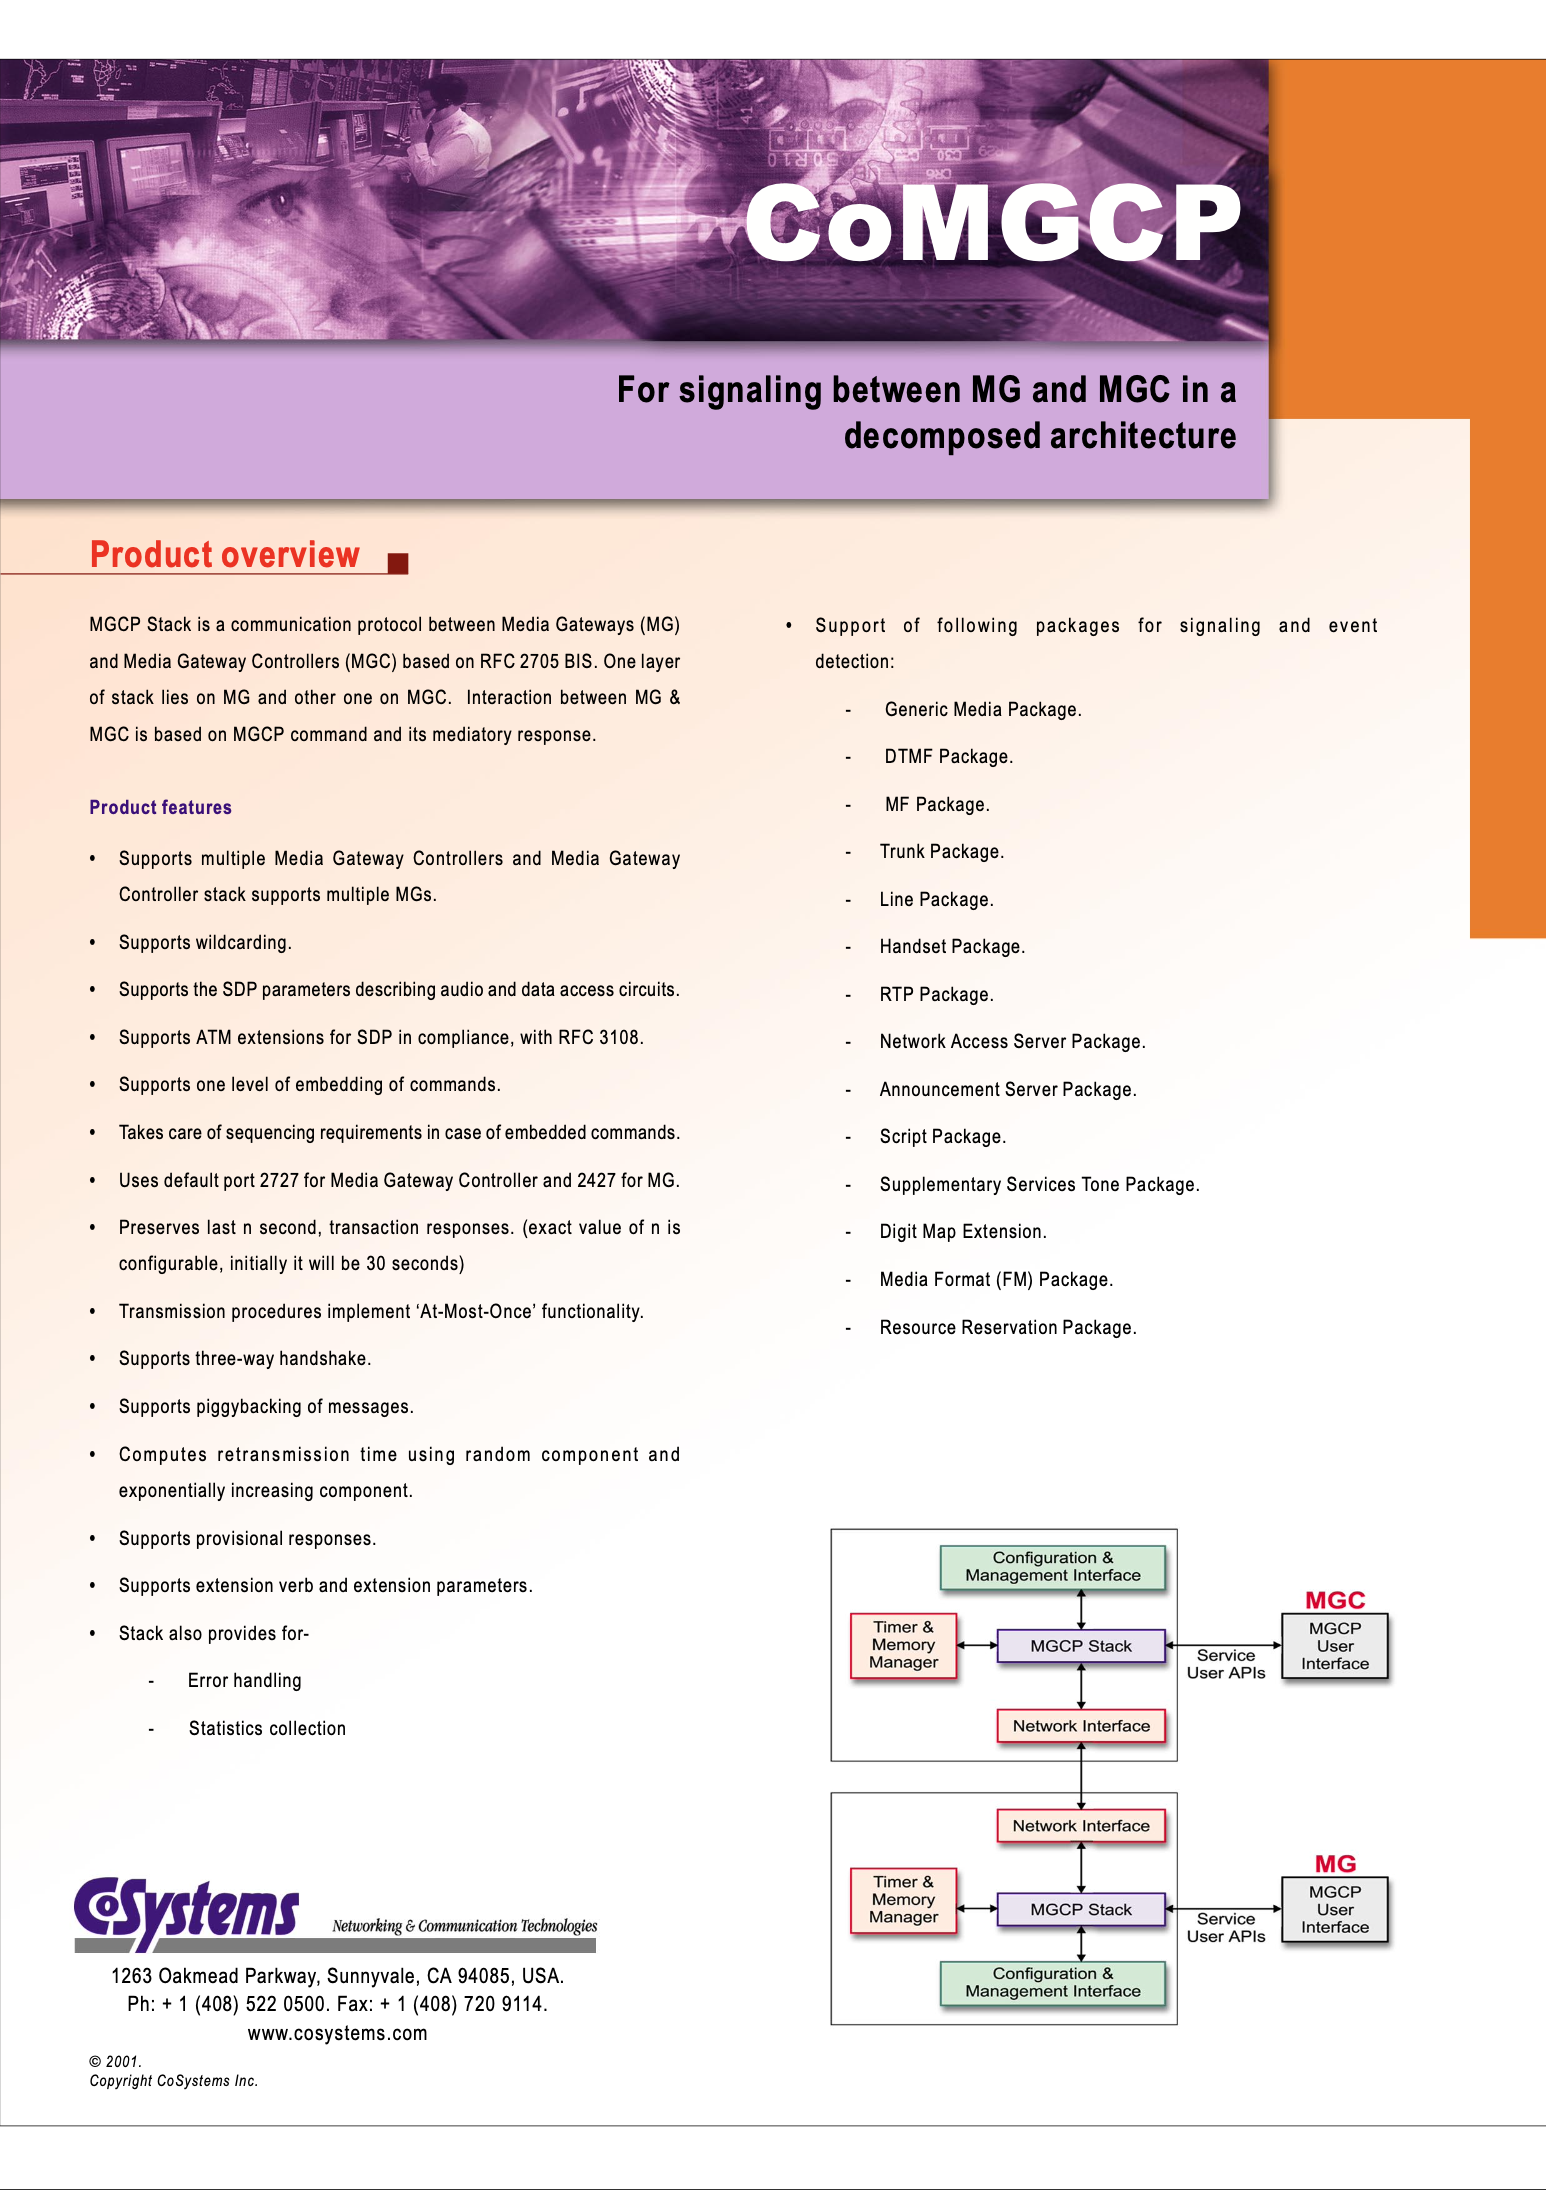 CoMGCP
For signaling between MG and MGC in a
decomposed architecture
Product overview
MGCP Stack is a communication protocol between Media Gateways (MG)
and Media Gateway Controllers (MGC) based on RFC 2705 BIS. One layer
of stack lies on MG and other one on MGC. Interaction between MG &
MGC is based on MGCP command and its mediatory response.
Product features
• Supports multiple Media Gateway Controllers and Media Gateway
Controller stack supports multiple MGs.
• Supports wildcarding.
• Supports the SDP parameters describing audio and data access circuits.
• Supports ATM extensions for SDP in compliance, with RFC 3108.
• Supports one level of embedding of commands.
• Takes care of sequencing requirements in case of embedded commands.
• Uses default port 2727 for Media Gateway Controller and 2427 for MG.
• Preserves last n second, transaction responses. (exact value of n is
configurable, initially it will be 30 seconds)
• Transmission procedures implement ‘At-Most-Once’ functionality.
• Supports three-way handshake.
• Supports piggybacking of messages.
• Computes retransmission time using random component and
exponentially increasing component.
• Supports provisional responses.
• Supports extension verb and extension parameters.
• Stack also provides for-
- Error handling
- Statistics collection
• Support of following packages for signaling and event
detection:
- Generic Media Package.
- DTMF Package.
- MF Package.
- Trunk Package.
- Line Package.
- Handset Package.
- RTP Package.
- Network Access Server Package.
- Announcement Server Package.
- Script Package.
- Supplementary Services Tone Package.
- Digit Map Extension.
- Media Format (FM) Package.
- Resource Reservation Package.
Configuration &
Management Interface
Timer &
Memory
Manager
MGCP Stack
Service
User APIs
MGC
MGCP
User
Interface
Network Interface
Network Interface
Timer &
Memory
Manager
MGCP Stack
Service
User APIs
MG
MGCP
User
Interface
Configuration &
Management Interface
CoSystems
Networking & Communication Technologies
1263 Oakmead Parkway, Sunnyvale, CA 94085, USA.
Ph: + 1 (408) 522 0500. Fax: + 1 (408) 720 9114.
www.cosystems.com
© 2001.
Copyright CoSystems Inc.